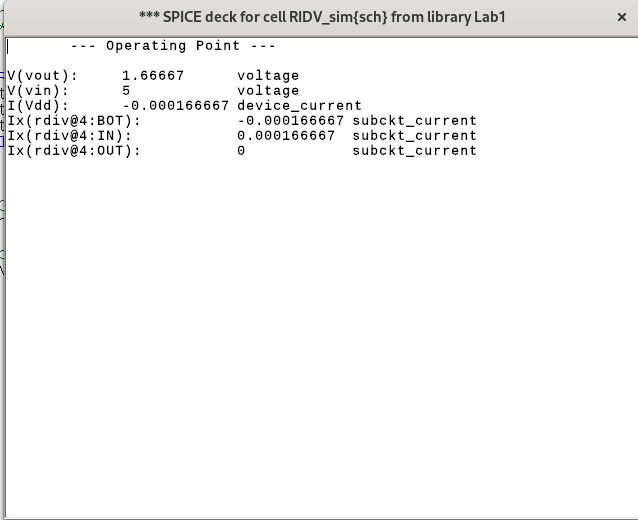 *** SPICE deck for cell RIDV_sim{sch} from library Lab1
--- Operating Point ---
V(vout): 1.66667 voltage
V(vin): 5 voltage
I(Vdd): -0.000166667 device_current
Ix(rdiv@4:BOT): -0.000166667 subckt_current
Ix(rdiv@4:IN): 0.000166667 subckt_current
Ix(rdiv@4:OUT): 0 subckt_current